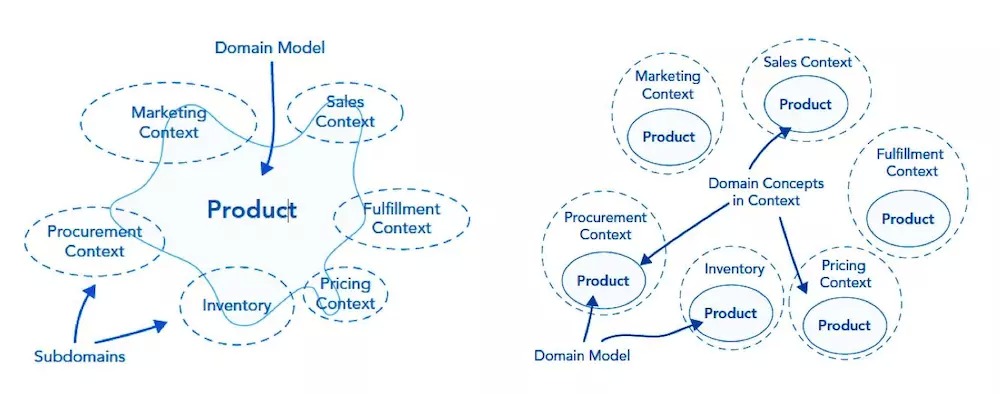 Domain Model
Marketing
Context
Sales
Context
Product
Procurement
Context
Fulfillment
Context
Inventory
Pricing
Context
Subdomains
Marketing
Context
Product
Sales Context
Product
Fulfillment
Context
Product
Domain Concepts
in Context
Procurement
Context
Product
Inventory
Product
Pricing
Context
Product
Domain Model